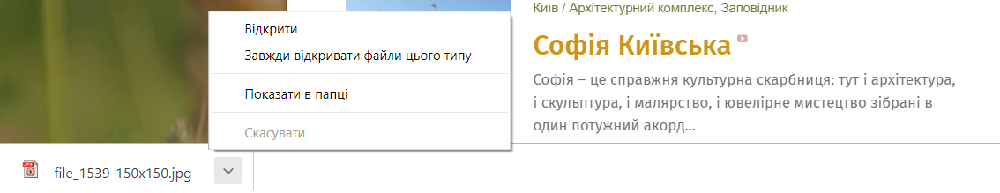 Київ / Архітектурний комплекс, Заповідник
Відкрити
Завжди відкривати файли цього типу
Показати в папці
Скасувати
Софія Київська
Софія – це справжня культурна скарбниця: тут і архітектура,
і скульптура, і малярство, і ювелірне мистецтво зібрані в
один потужний акорд...
file_1539-150x150.jpg